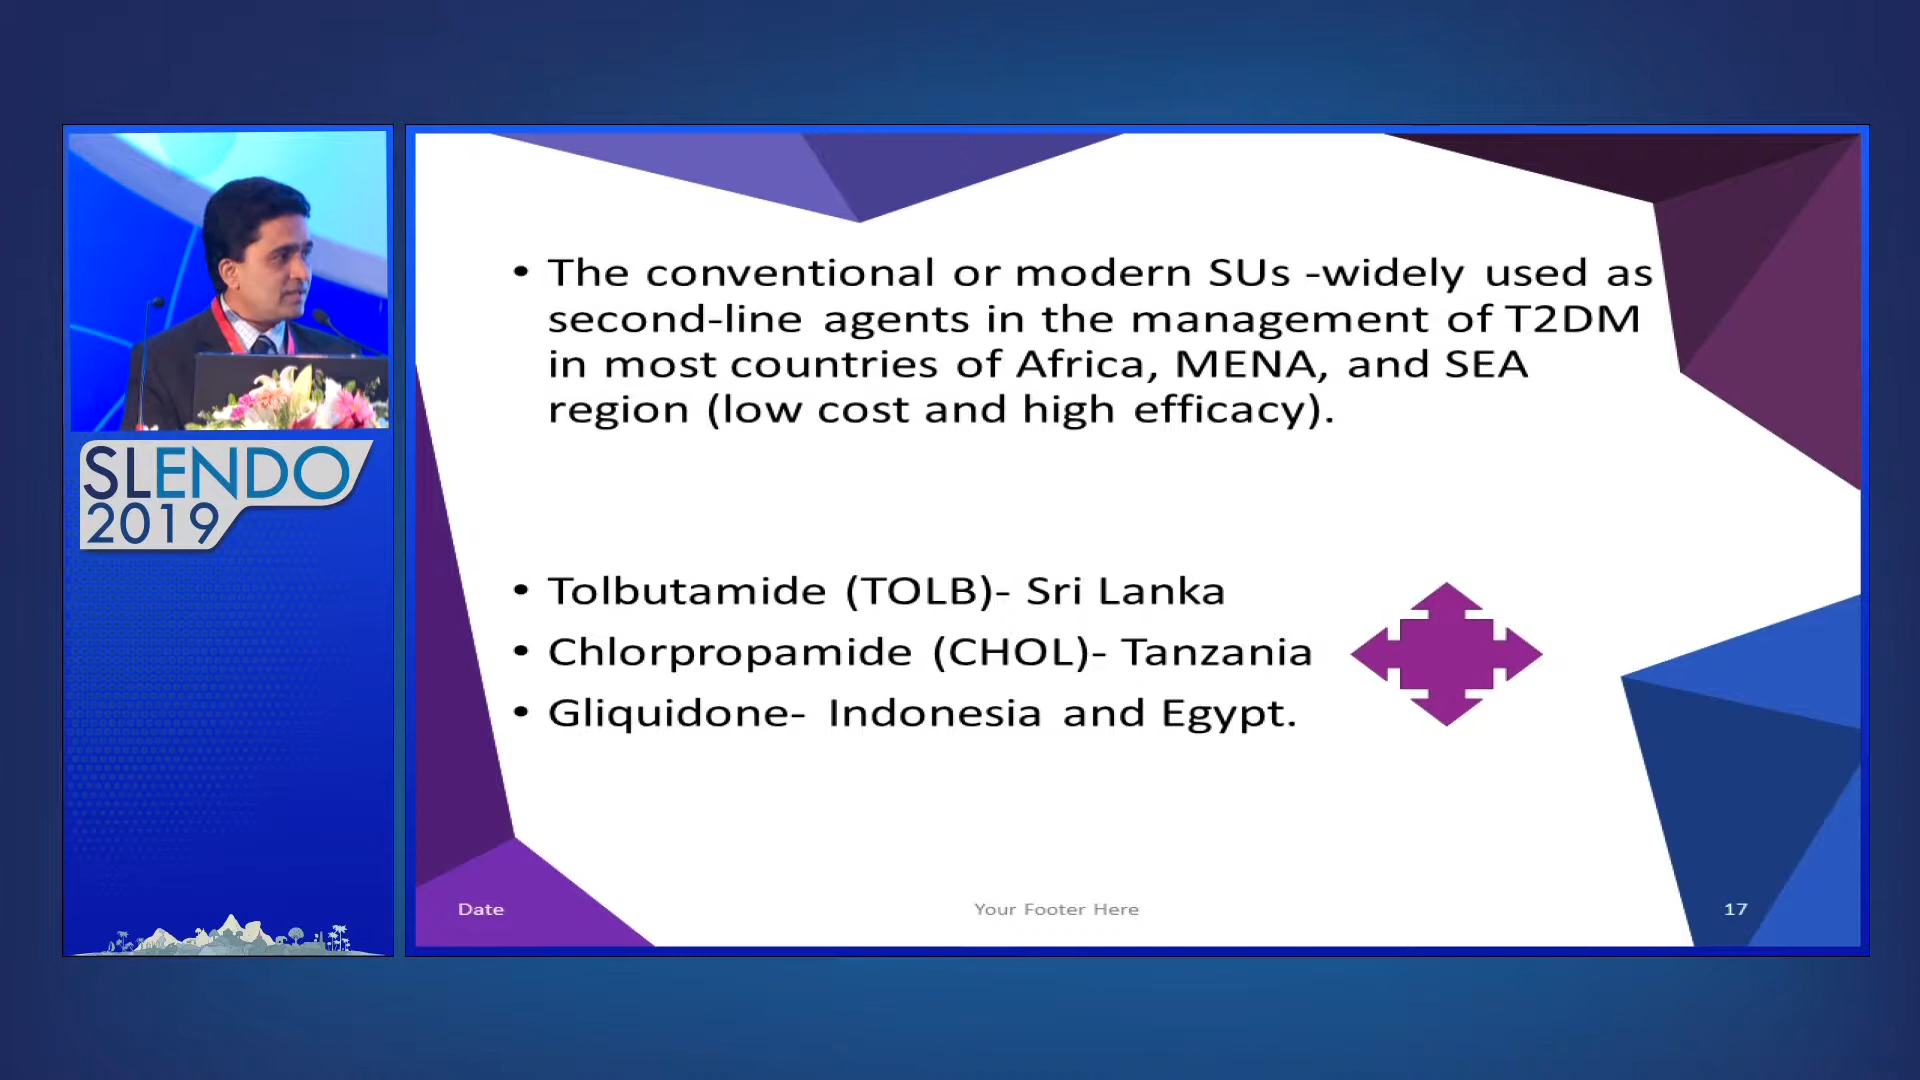 SLENDO
2019
• The conventional or modern SUs -widely used as
second-line agents in the management of T2DM
in most countries of Africa, MENA, and SEA
region (low cost and high efficacy).
• Tolbutamide (TOLB)- Sri Lanka
• Chlorpropamide (CHOL)- Tanzania
• Gliquidone- Indonesia and Egypt.
Date
Your Footer Here
17